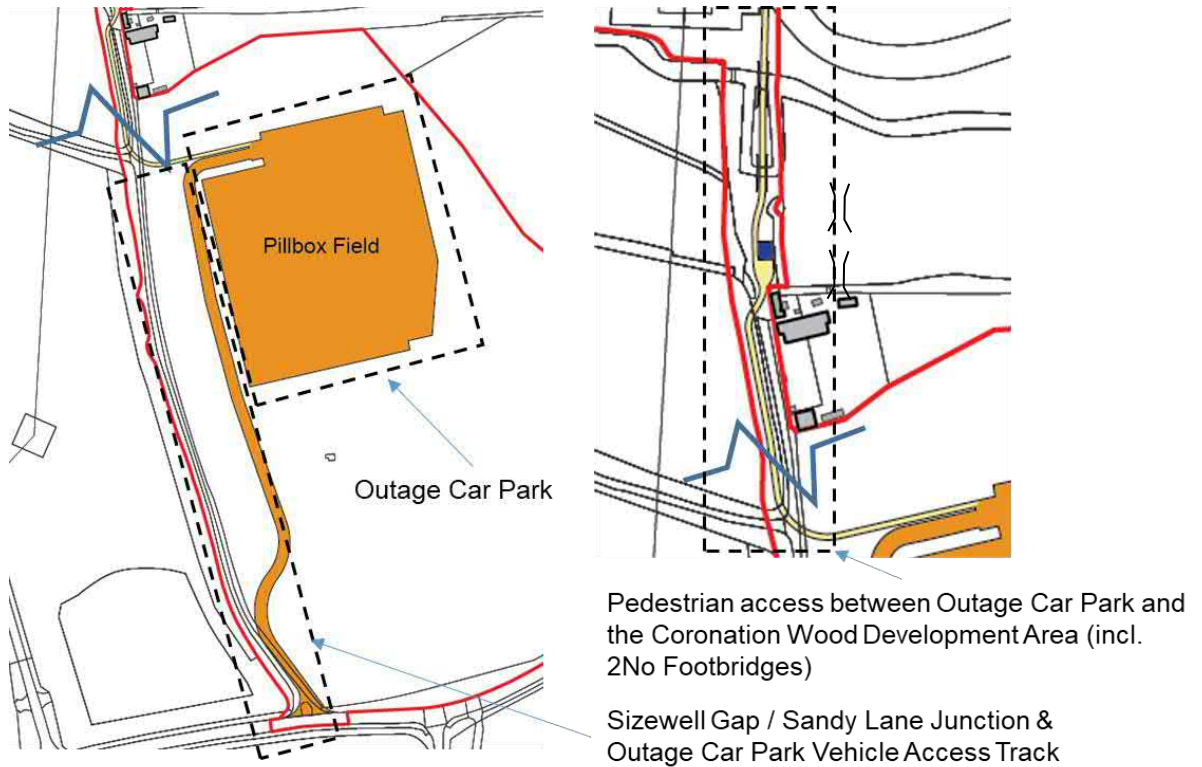 Pillbox Field
Outage Car Park
Pedestrian access between Outage Car Park and
the Coronation Wood Development Area (incl.
2No Footbridges)
Sizewell Gap / Sandy Lane Junction &
Outage Car Park Vehicle Access Track